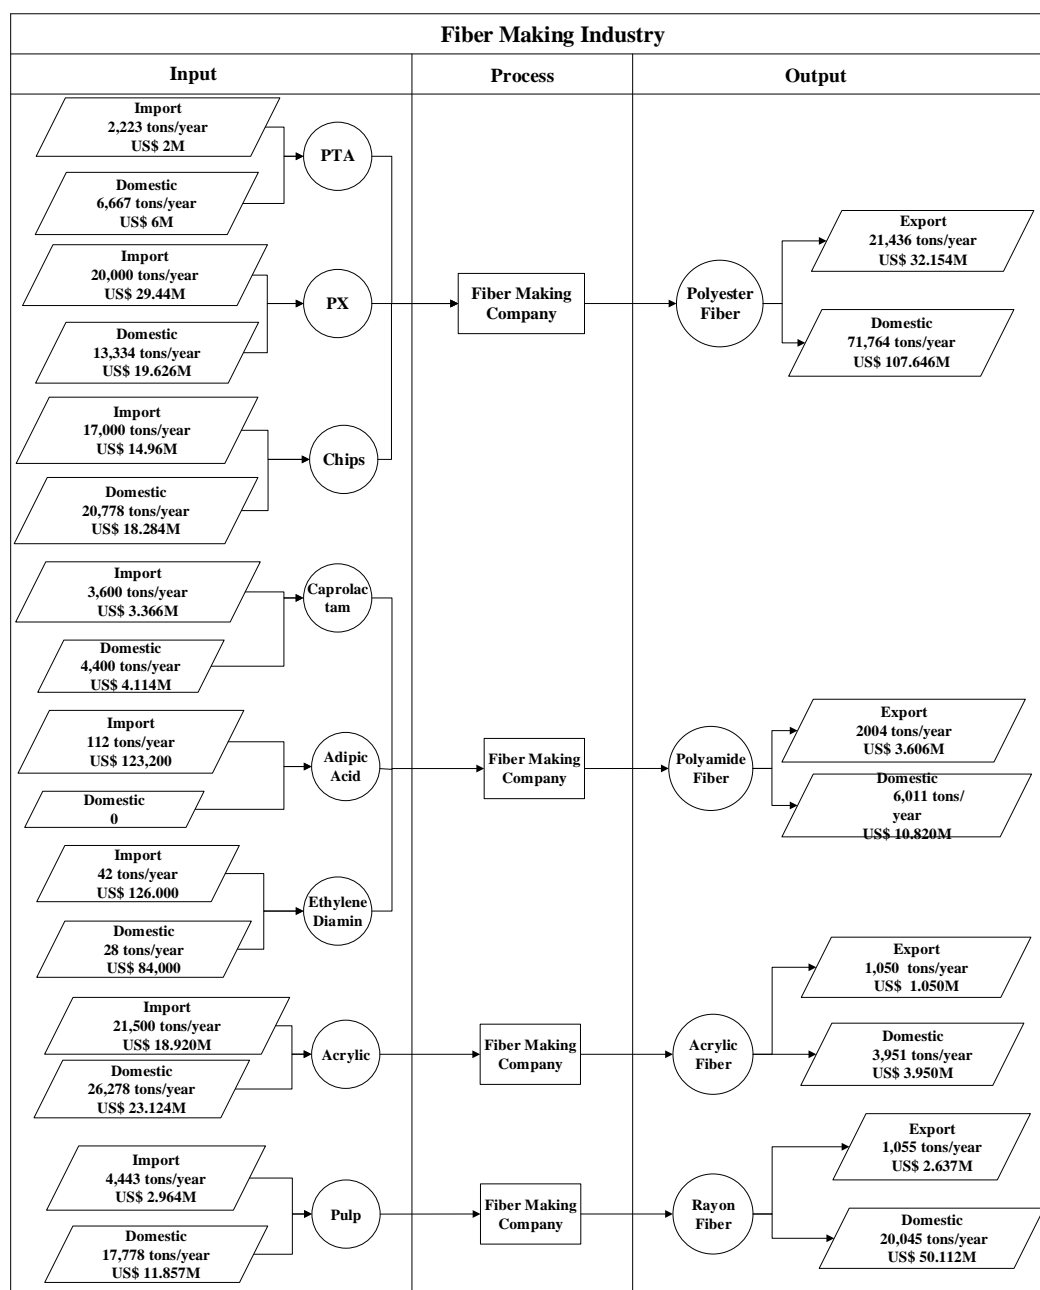 Fiber Making Industry
Input
Process
Output
Import
2,223 tons/year
US$ 2M
PTA
Domestic
6,667 tons/year
US$ 6M
Import
20,000 tons/year
US$ 29.44M
PX
Domestic
13,334 tons/year
US$ 19.626M
Import
17,000 tons/year
US$ 14.96M
Chips
Domestic
20,778 tons/year
US$ 18.284M
Fiber Making
Company
Polyester
Fiber
Export
21,436 tons/year
US$ 32.154M
Domestic
71,764 tons/year
US$ 107.646M
Import
3,600 tons/year
US$ 3.366M
Caprolac
tam
Domestic
4,400 tons/year
US$ 4.114M
Import
112 tons/year
US$ 123,200
Adipic
Acid
Domestic
0
Import
42 tons/year
US$ 126.000
Ethylene
Diamin
Domestic
28 tons/year
US$ 84,000
Fiber Making
Company
Polyamide
Fiber
Export
2004 tons/year
US$ 3.606M
Domestic
6,011 tons/
year
US$ 10.820M
Import
21,500 tons/year
US$ 18.920M
Acrylic
Domestic
26,278 tons/year
US$ 23.124M
Fiber Making
Company
Acrylic
Fiber
Export
1,050 tons/year
US$ 1.050M
Domestic
3,951 tons/year
US$ 3.950M
Import
4,443 tons/year
US$ 2.964M
Pulp
Domestic
17,778 tons/year
US$ 11.857M
Fiber Making
Company
Rayon
Fiber
Export
1,055 tons/year
US$ 2.637M
Domestic
20,045 tons/year
US$ 50.112M